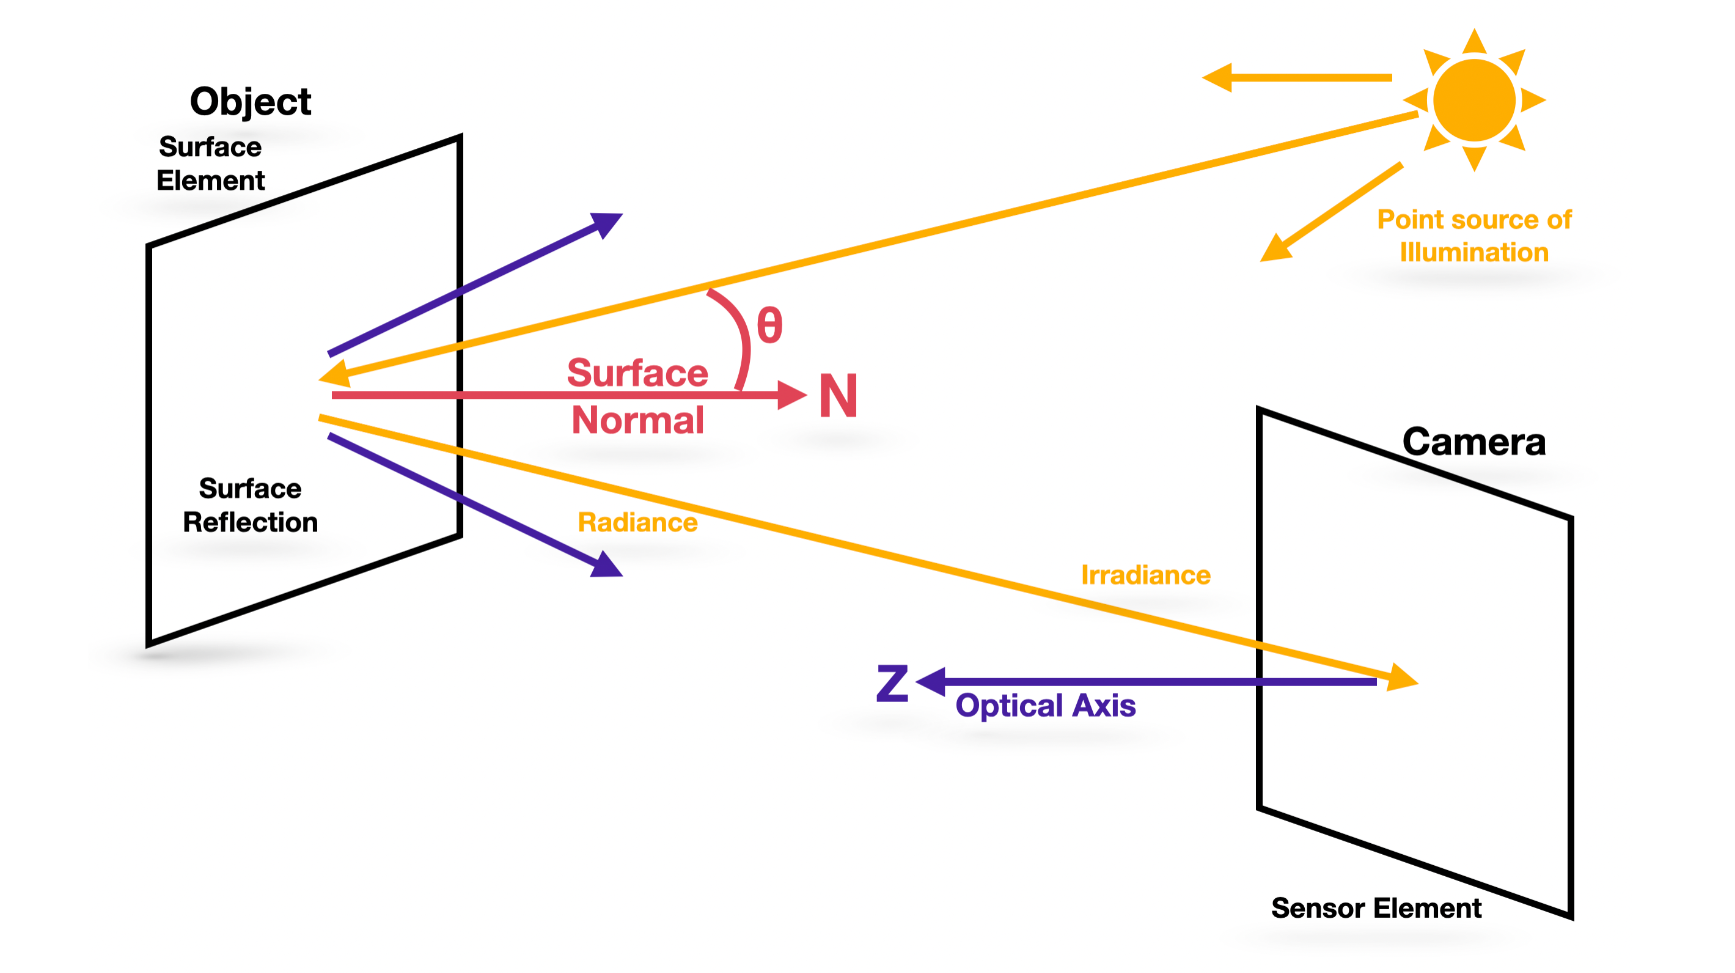 Object
Surface
Element
Point source of
Illumination
θ
Surface
Normal
N
Camera
Surface
Reflection
Radiance
Irradiance
Z
Optical Axis
Sensor Element